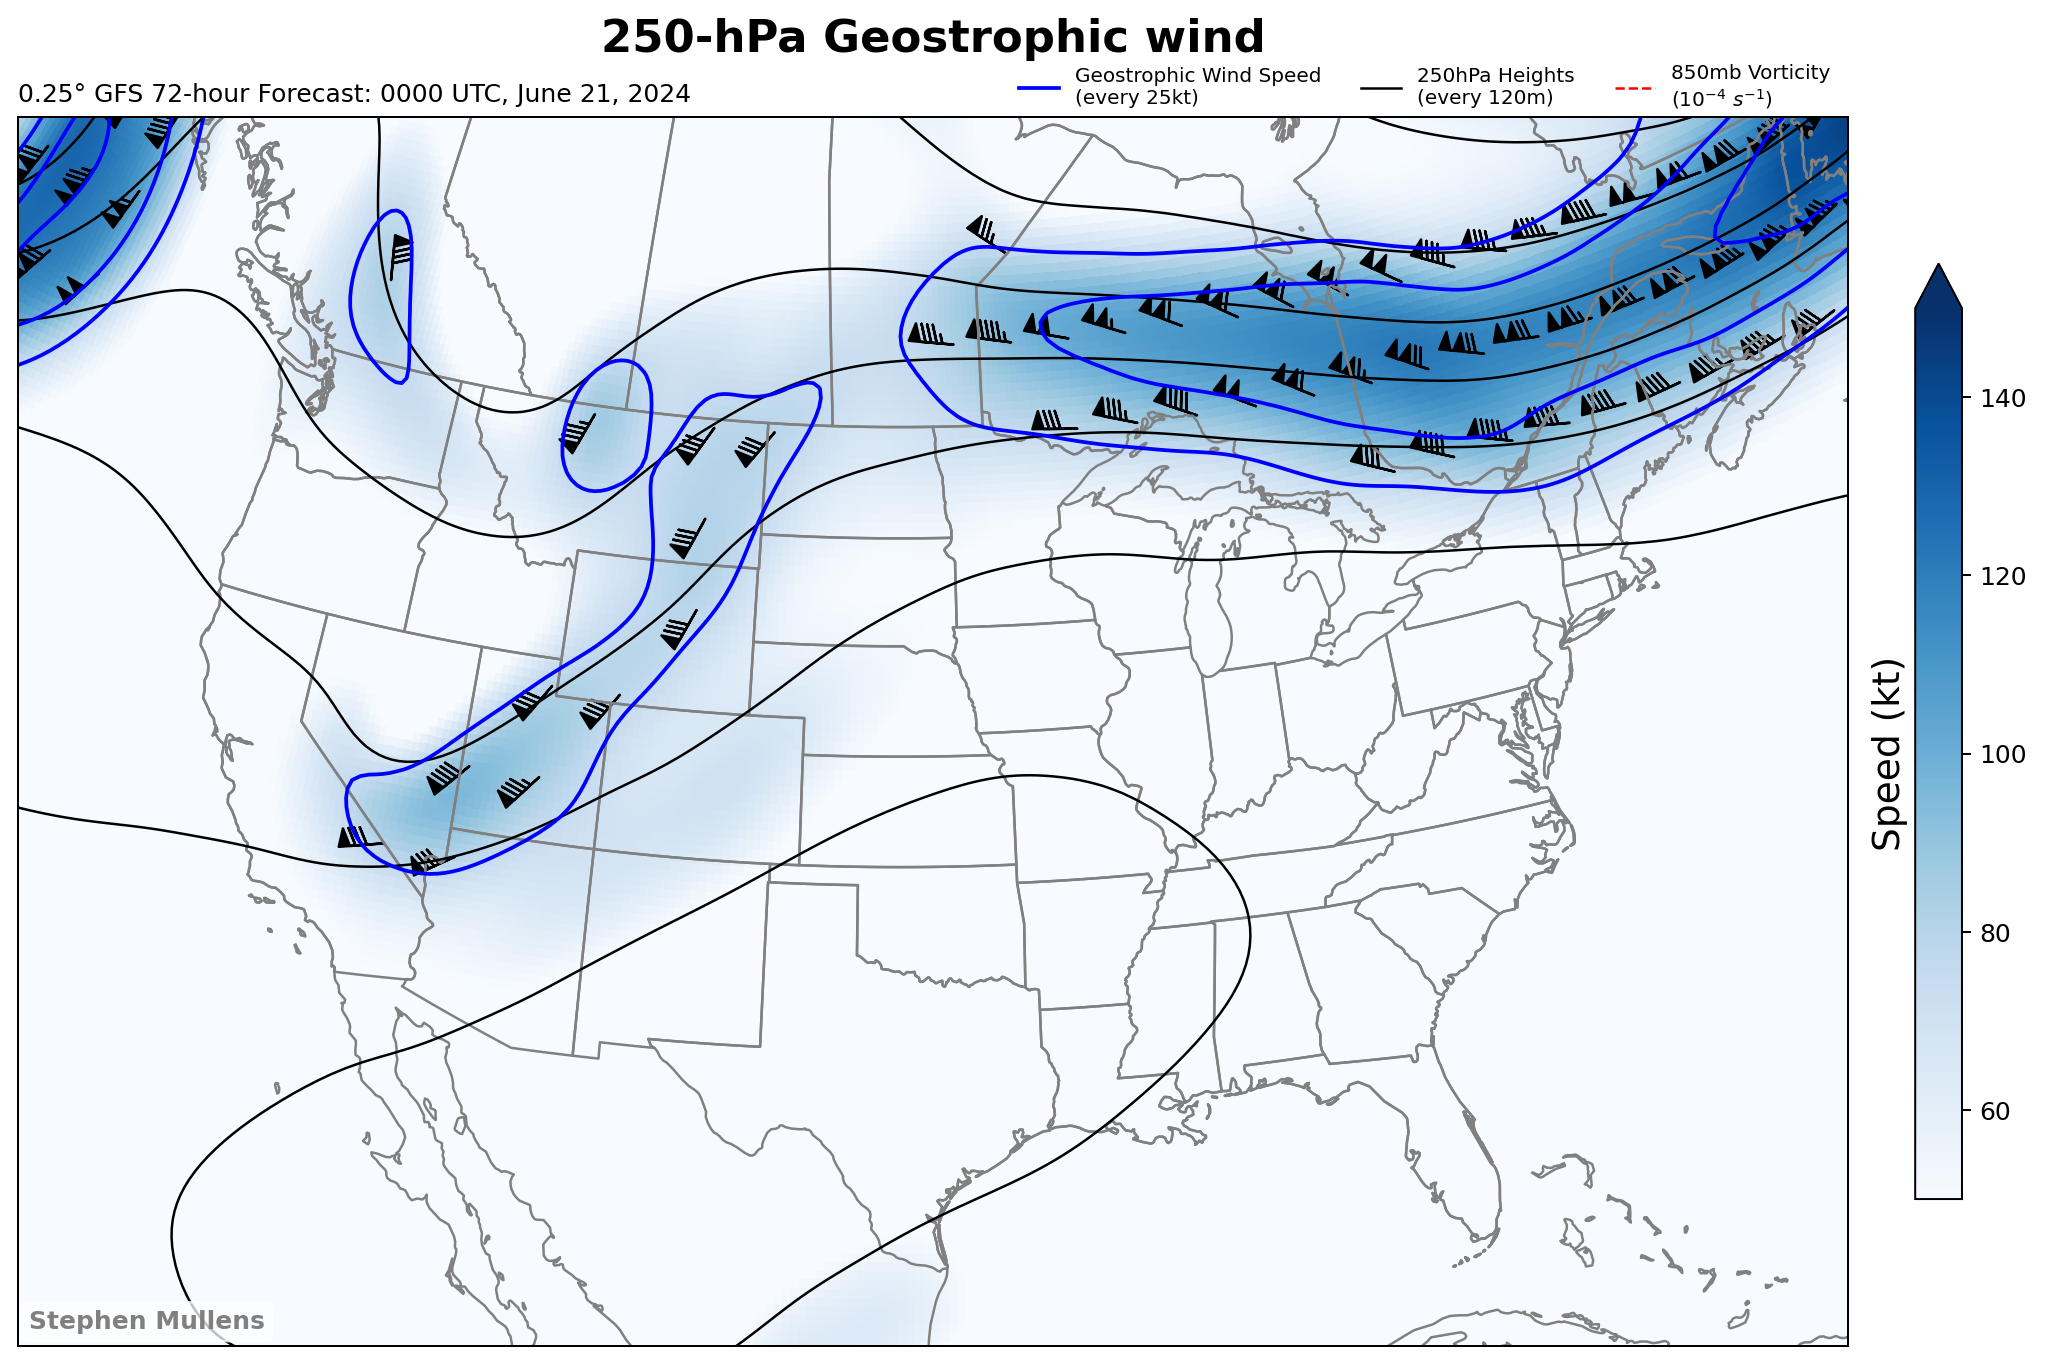 250-hPa Geostrophic wind
0.25° GFS 72-hour Forecast: 0000 UTC, June 21, 2024
Geostrophic Wind Speed
(every 25kt)
250hPa Heights
(every 120m)
850mb Vorticity
(10⁻⁴ s⁻¹)
140
120
100
80
60
Speed (kt)
Stephen Mullens